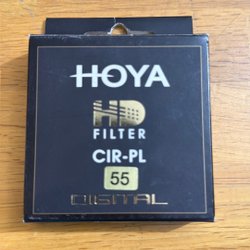 HOYA
HD
FILTER
CIR-PL
55
DIGITAL